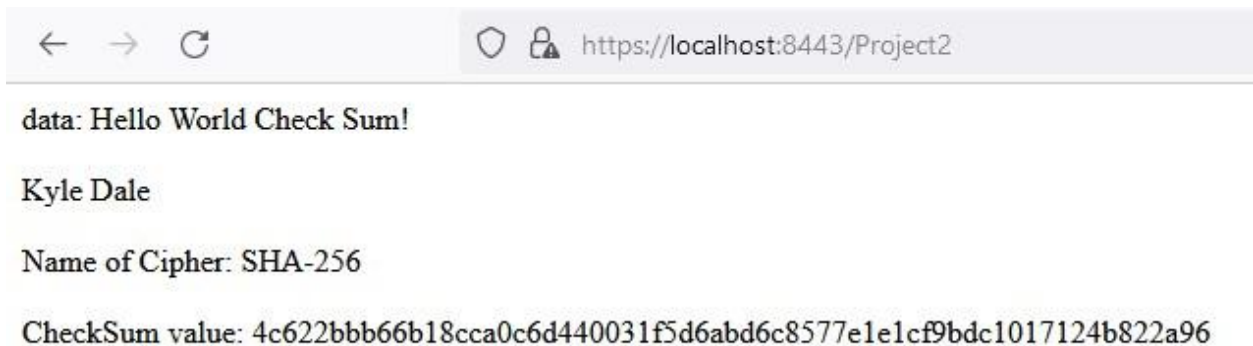 https://localhost:8443/Project2
data: Hello World Check Sum!
Kyle Dale
Name of Cipher: SHA-256
CheckSum value: 4c622bbb66b18cca0c6d440031f5d6abd6c8577e1e1cf9bdc1017124b822a96